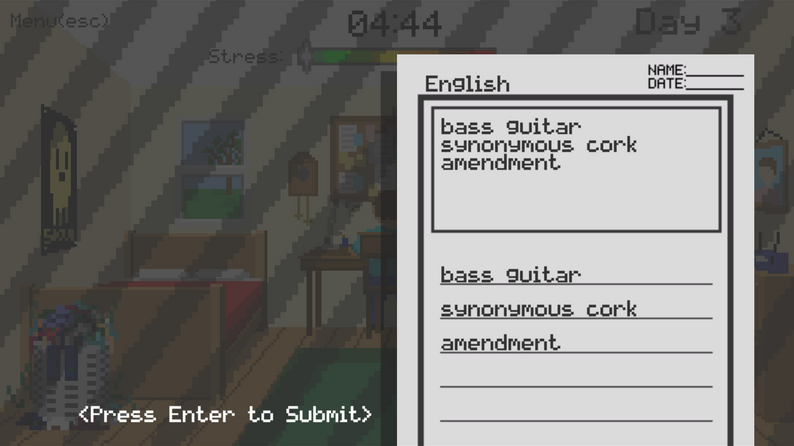 Menu(esc)
04:44
Day 3
Stress:
English
NAME:
DATE:
bass guitar
synonymous cork
amendment
bass guitar
synonymous cork
amendment
<Press Enter to Submit>